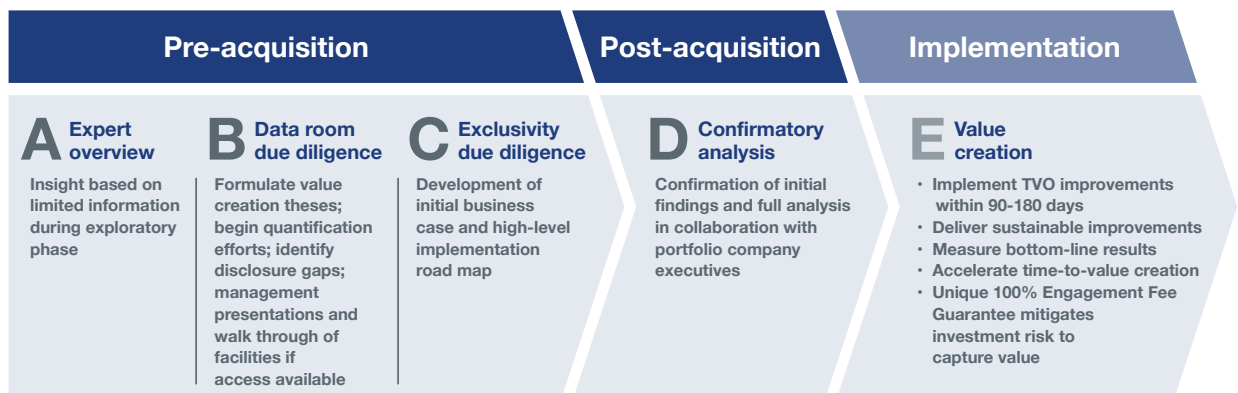 Pre-acquisition
Post-acquisition
Implementation
A Expert
overview
Insight based on
limited information
during exploratory
phase
B Data room
due diligence
Formulate value
creation theses;
begin quantification
efforts; identify
disclosure gaps;
management
presentations and
walk through of
facilities if
access available
C Exclusivity
due diligence
Development of
initial business
case and high-level
implementation
road map
D Confirmatory
analysis
Confirmation of initial
findings and full analysis
in collaboration with
portfolio company
executives
E Value
creation
• Implement TVO improvements
within 90-180 days
• Deliver sustainable improvements
• Measure bottom-line results
• Accelerate time-to-value creation
• Unique 100% Engagement Fee
Guarantee mitigates
investment risk to
capture value